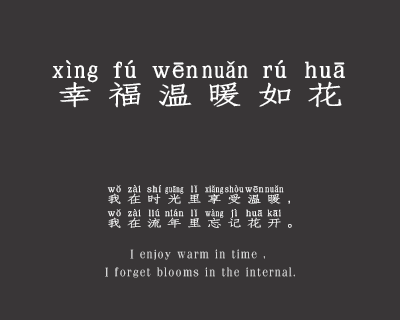 xìng fú wēnnuǎn rú huā
幸福温暖如花
wǒ zài shí guāng lǐ xiǎngshòuwēnnuǎn
我在时光里享受温暖，
wǒ zài liú nián lǐ wàng jì huā kāi
我在流年里忘记花开。
I enjoy warm in time ,
I forget blooms in the internal.